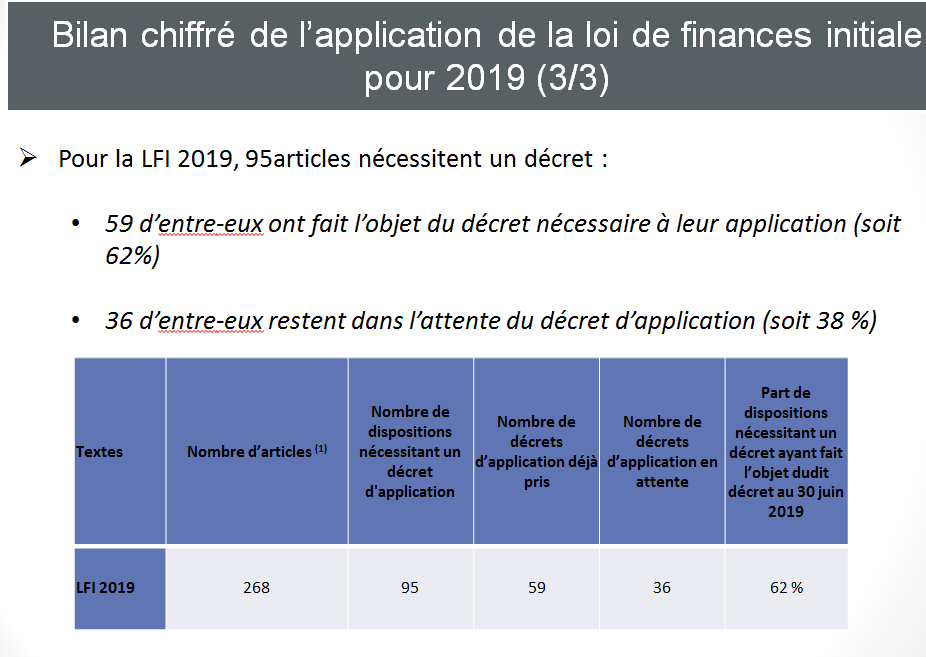 Bilan chiffré de l’application de la loi de finances initiale
pour 2019 (3/3)
➢ Pour la LFI 2019, 95articles nécessitent un décret :
• 59 d’entre-eux ont fait l’objet du décret nécessaire à leur application (soit
62%)
• 36 d’entre-eux restent dans l’attente du décret d’application (soit 38 %)
Textes
Nombre d’articles (1)
Nombre de
dispositions
nécessitant un
décret
d'application
Nombre de
décrets
d’application déjà
pris
Nombre de
décrets
d’application en
attente
Part de
dispositions
nécessitant un
décret ayant fait
l’objet dudit
décret au 30 juin
2019
LFI 2019 268 95 59 36 62 %